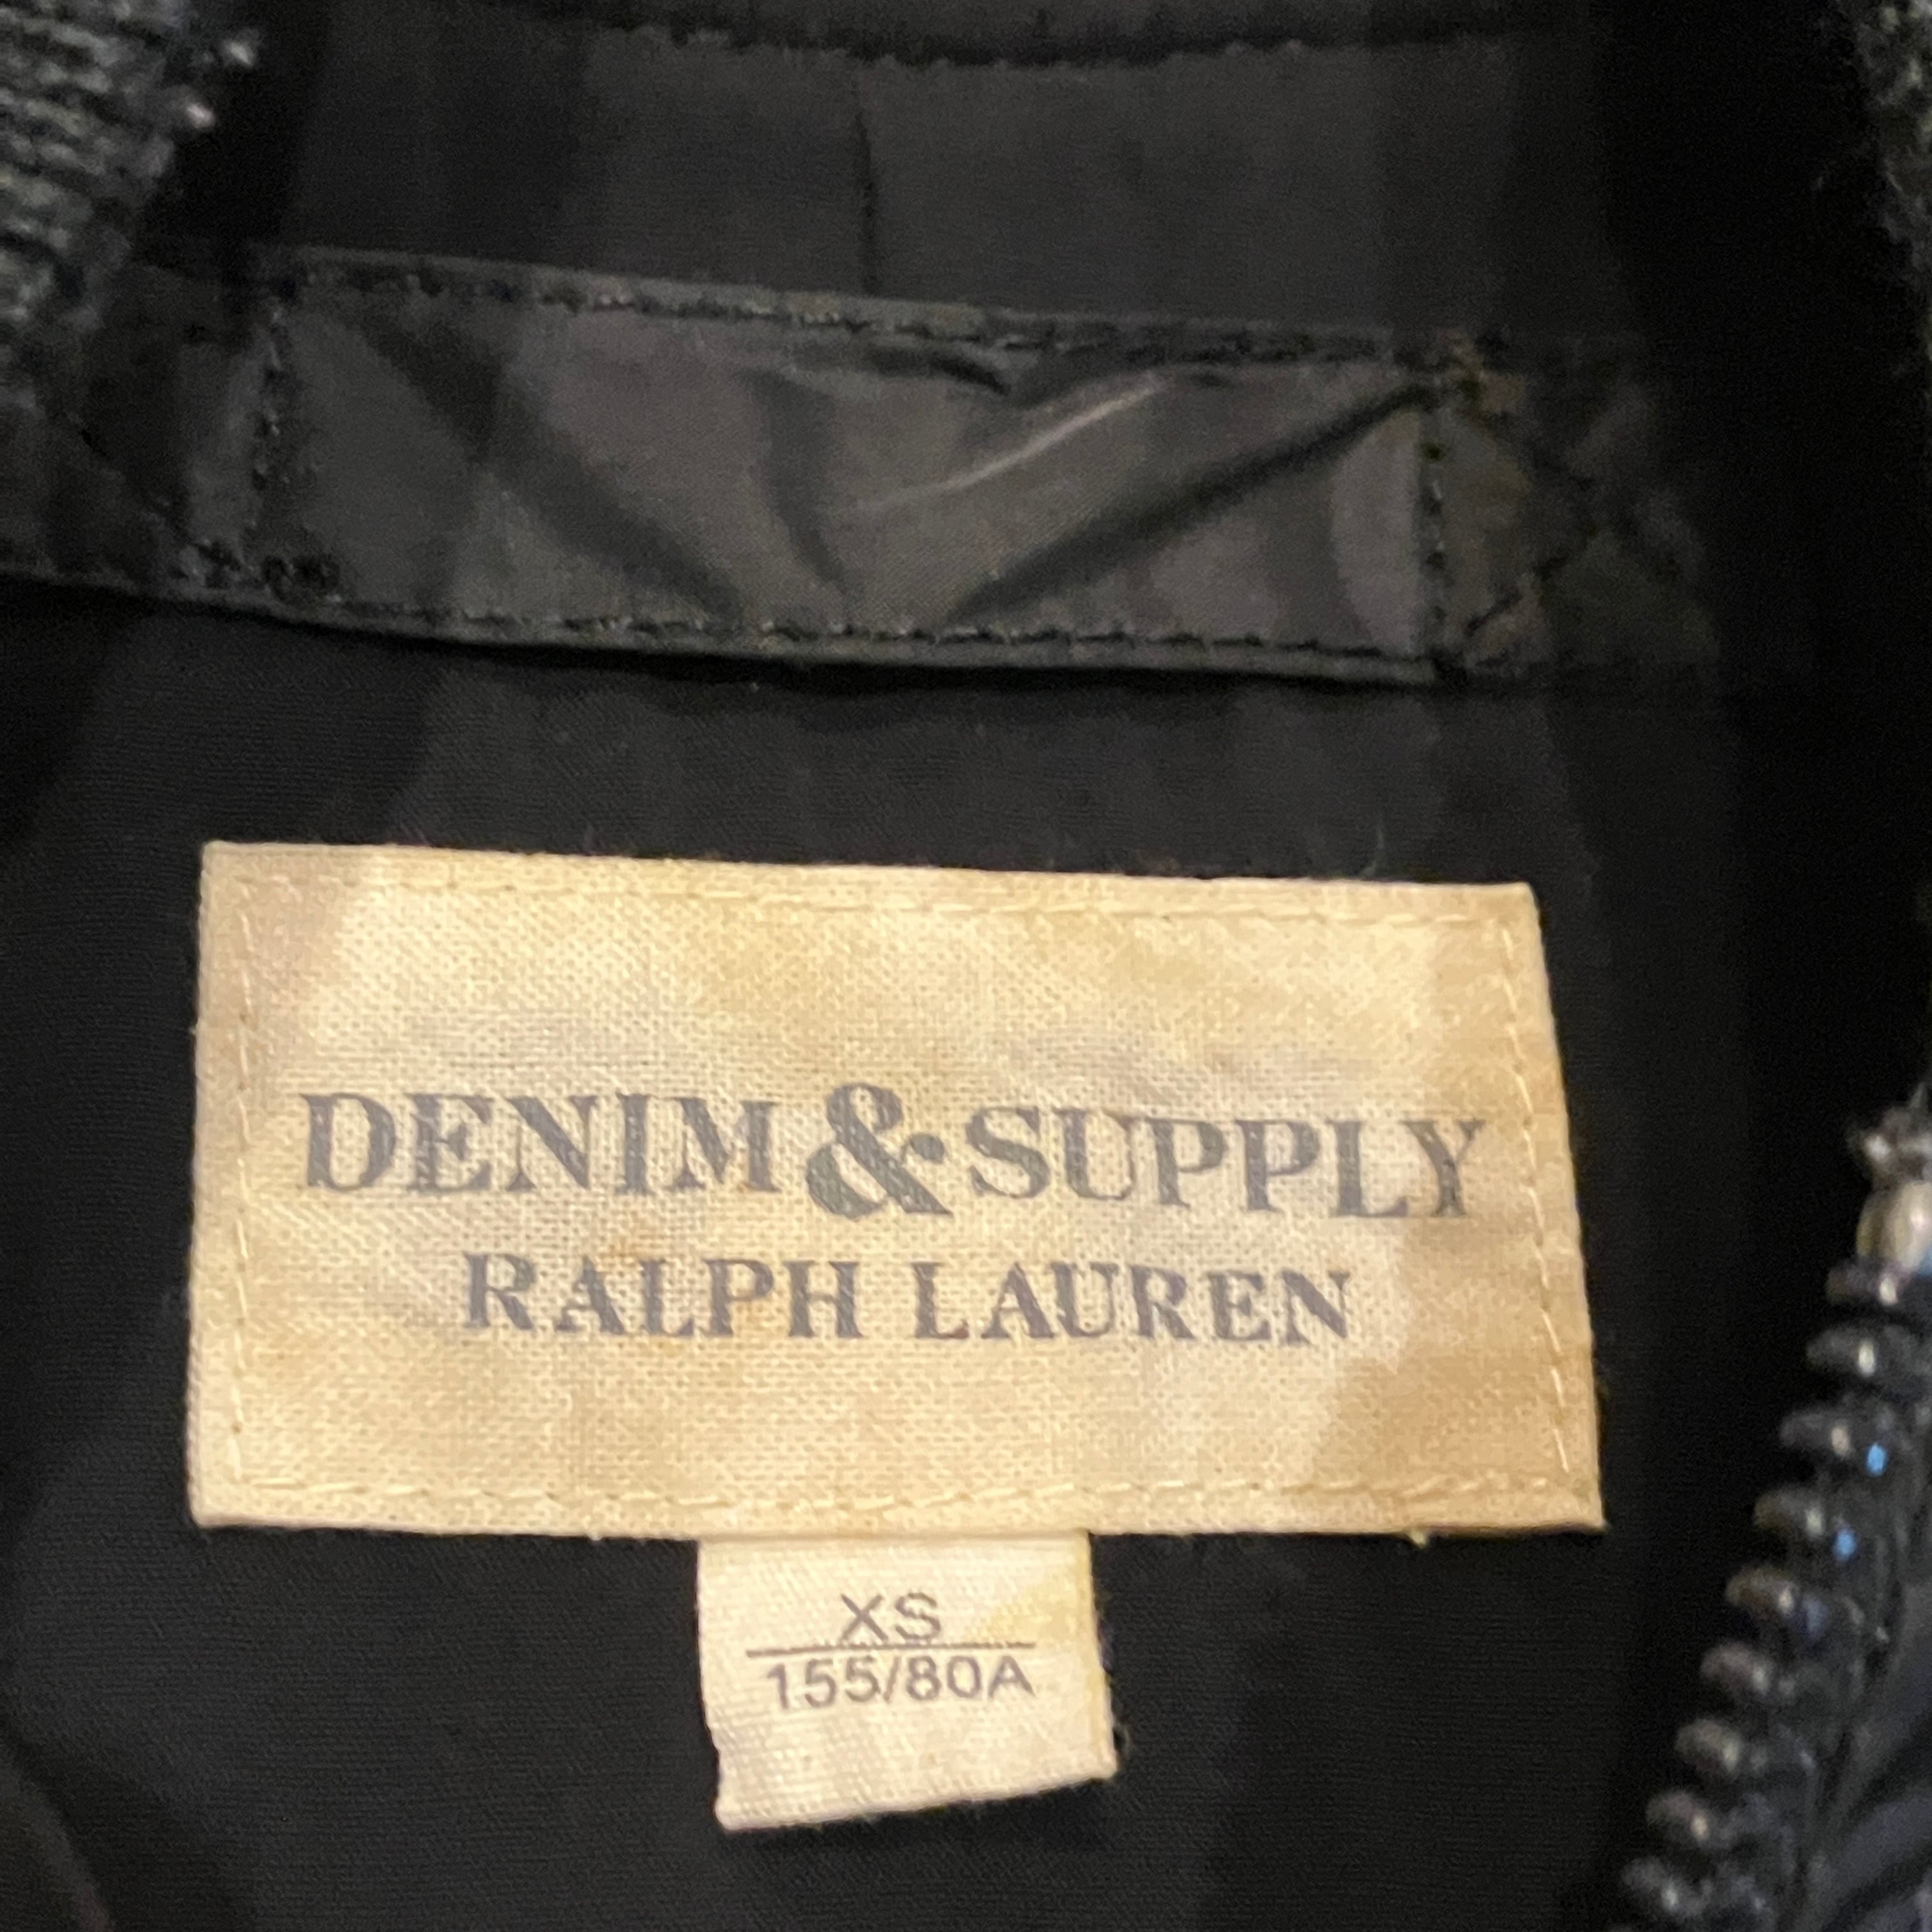 DENIM & SUPPLY
RALPH LAUREN
XS
155/80A